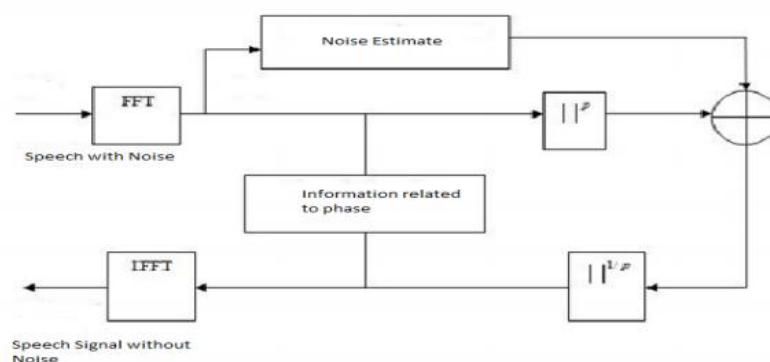 Noise Estimate
FFT
| |^p
Speech with Noise
Information related
to phase
IFFT
| |^1/p
Speech Signal without
Noise